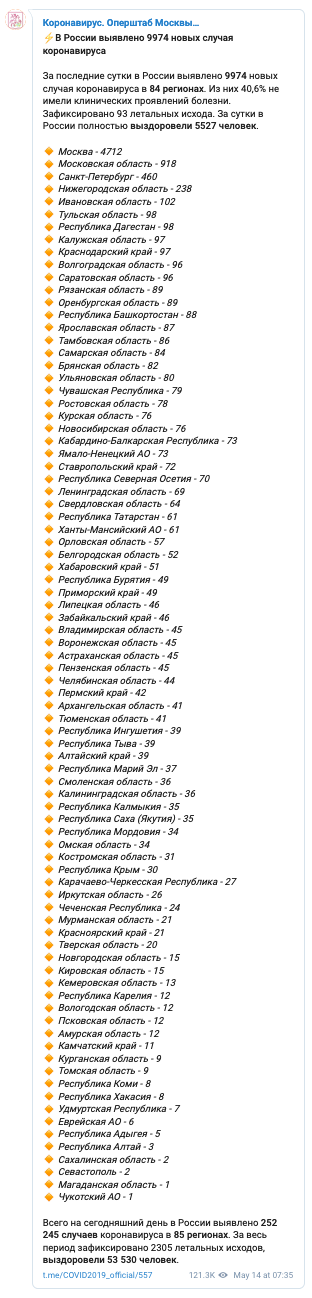 Коронавирус. Оперштаб Москвы…
⚡В России выявлено 9974 новых случая
коронавируса
За последние сутки в России выявлено 9974 новых
случая коронавируса в 84 регионах. Из них 40,6% не
имели клинических проявлений болезни.
Зафиксировано 93 летальных исхода. За сутки в
России полностью выздоровели 5527 человек.
🔸 Москва - 4712
🔸 Московская область - 918
🔸 Санкт-Петербург - 460
🔸 Нижегородская область - 238
🔸 Ивановская область - 102
🔸 Тульская область - 98
🔸 Республика Дагестан - 98
🔸 Калужская область - 97
🔸 Краснодарский край - 97
🔸 Волгоградская область - 96
🔸 Саратовская область - 96
🔸 Рязанская область - 89
🔸 Оренбургская область - 89
🔸 Республика Башкортостан - 88
🔸 Ярославская область - 87
🔸 Тамбовская область - 86
🔸 Самарская область - 84
🔸 Брянская область - 82
🔸 Ульяновская область - 80
🔸 Чувашская Республика - 79
🔸 Ростовская область - 78
🔸 Курская область - 76
🔸 Новосибирская область - 76
🔸 Кабардино-Балкарская Республика - 73
🔸 Ямало-Ненецкий АО - 73
🔸 Ставропольский край - 72
🔸 Республика Северная Осетия - 70
🔸 Ленинградская область - 69
🔸 Свердловская область - 64
🔸 Республика Татарстан - 61
🔸 Ханты-Мансийский АО - 61
🔸 Орловская область - 57
🔸 Белгородская область - 52
🔸 Хабаровский край - 51
🔸 Республика Бурятия - 49
🔸 Приморский край - 49
🔸 Липецкая область - 46
🔸 Забайкальский край - 46
🔸 Владимирская область - 45
🔸 Воронежская область - 45
🔸 Астраханская область - 45
🔸 Пензенская область - 45
🔸 Челябинская область - 44
🔸 Пермский край - 42
🔸 Архангельская область - 41
🔸 Тюменская область - 41
🔸 Республика Ингушетия - 39
🔸 Республика Тыва - 39
🔸 Алтайский край - 39
🔸 Республика Марий Эл - 37
🔸 Смоленская область - 36
🔸 Калининградская область - 36
🔸 Республика Калмыкия - 35
🔸 Республика Саха (Якутия) - 35
🔸 Республика Мордовия - 34
🔸 Омская область - 34
🔸 Костромская область - 31
🔸 Республика Крым - 30
🔸 Карачаево-Черкесская Республика - 27
🔸 Иркутская область - 26
🔸 Чеченская Республика - 24
🔸 Мурманская область - 21
🔸 Красноярский край - 21
🔸 Тверская область - 20
🔸 Новгородская область - 15
🔸 Кировская область - 15
🔸 Кемеровская область - 13
🔸 Республика Карелия - 12
🔸 Вологодская область - 12
🔸 Псковская область - 12
🔸 Амурская область - 12
🔸 Камчатский край - 11
🔸 Курганская область - 9
🔸 Томская область - 9
🔸 Республика Коми - 8
🔸 Республика Хакасия - 8
🔸 Удмуртская Республика - 7
🔸 Еврейская АО - 6
🔸 Республика Адыгея - 5
🔸 Республика Алтай - 3
🔸 Сахалинская область - 2
🔸 Севастополь - 2
🔸 Магаданская область - 1
🔸 Чукотский АО - 1
Всего на сегодняшний день в России выявлено 252
245 случаев коронавируса в 85 регионах. За весь
период зафиксировано 2305 летальных исходов,
выздоровели 53 530 человек.
t.me/COVID2019_official/557 121.3K May 14 at 07:35